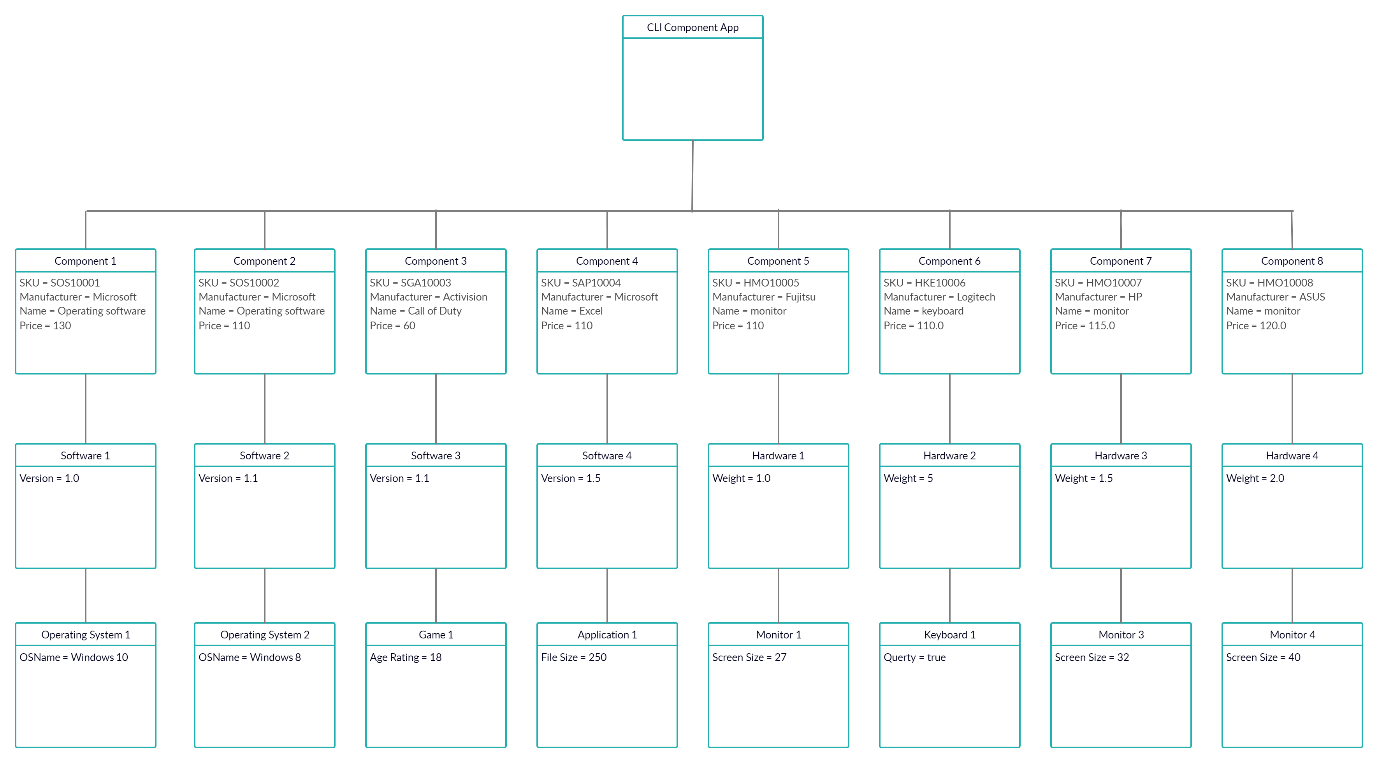 CLI Component App
Component 1
SKU = SOS10001
Manufacturer = Microsoft
Name = Operating software
Price = 130
Component 2
SKU = SOS10002
Manufacturer = Microsoft
Name = Operating software
Price = 110
Component 3
SKU = SGA10003
Manufacturer = Activision
Name = Call of Duty
Price = 60
Component 4
SKU = SAP10004
Manufacturer = Microsoft
Name = Excel
Price = 110
Component 5
SKU = HMO10005
Manufacturer = Fujitsu
Name = monitor
Price = 110
Component 6
SKU = HKE10006
Manufacturer = Logitech
Name = keyboard
Price = 110.0
Component 7
SKU = HMO10007
Manufacturer = HP
Name = monitor
Price = 115.0
Component 8
SKU = HMO10008
Manufacturer = ASUS
Name = monitor
Price = 120.0
Software 1
Version = 1.0
Software 2
Version = 1.1
Software 3
Version = 1.1
Software 4
Version = 1.5
Hardware 1
Weight = 1.0
Hardware 2
Weight = 5
Hardware 3
Weight = 1.5
Hardware 4
Weight = 2.0
Operating System 1
OSName = Windows 10
Operating System 2
OSName = Windows 8
Game 1
Age Rating = 18
Application 1
File Size = 250
Monitor 1
Screen Size = 27
Keyboard 1
Querty = true
Monitor 3
Screen Size = 32
Monitor 4
Screen Size = 40